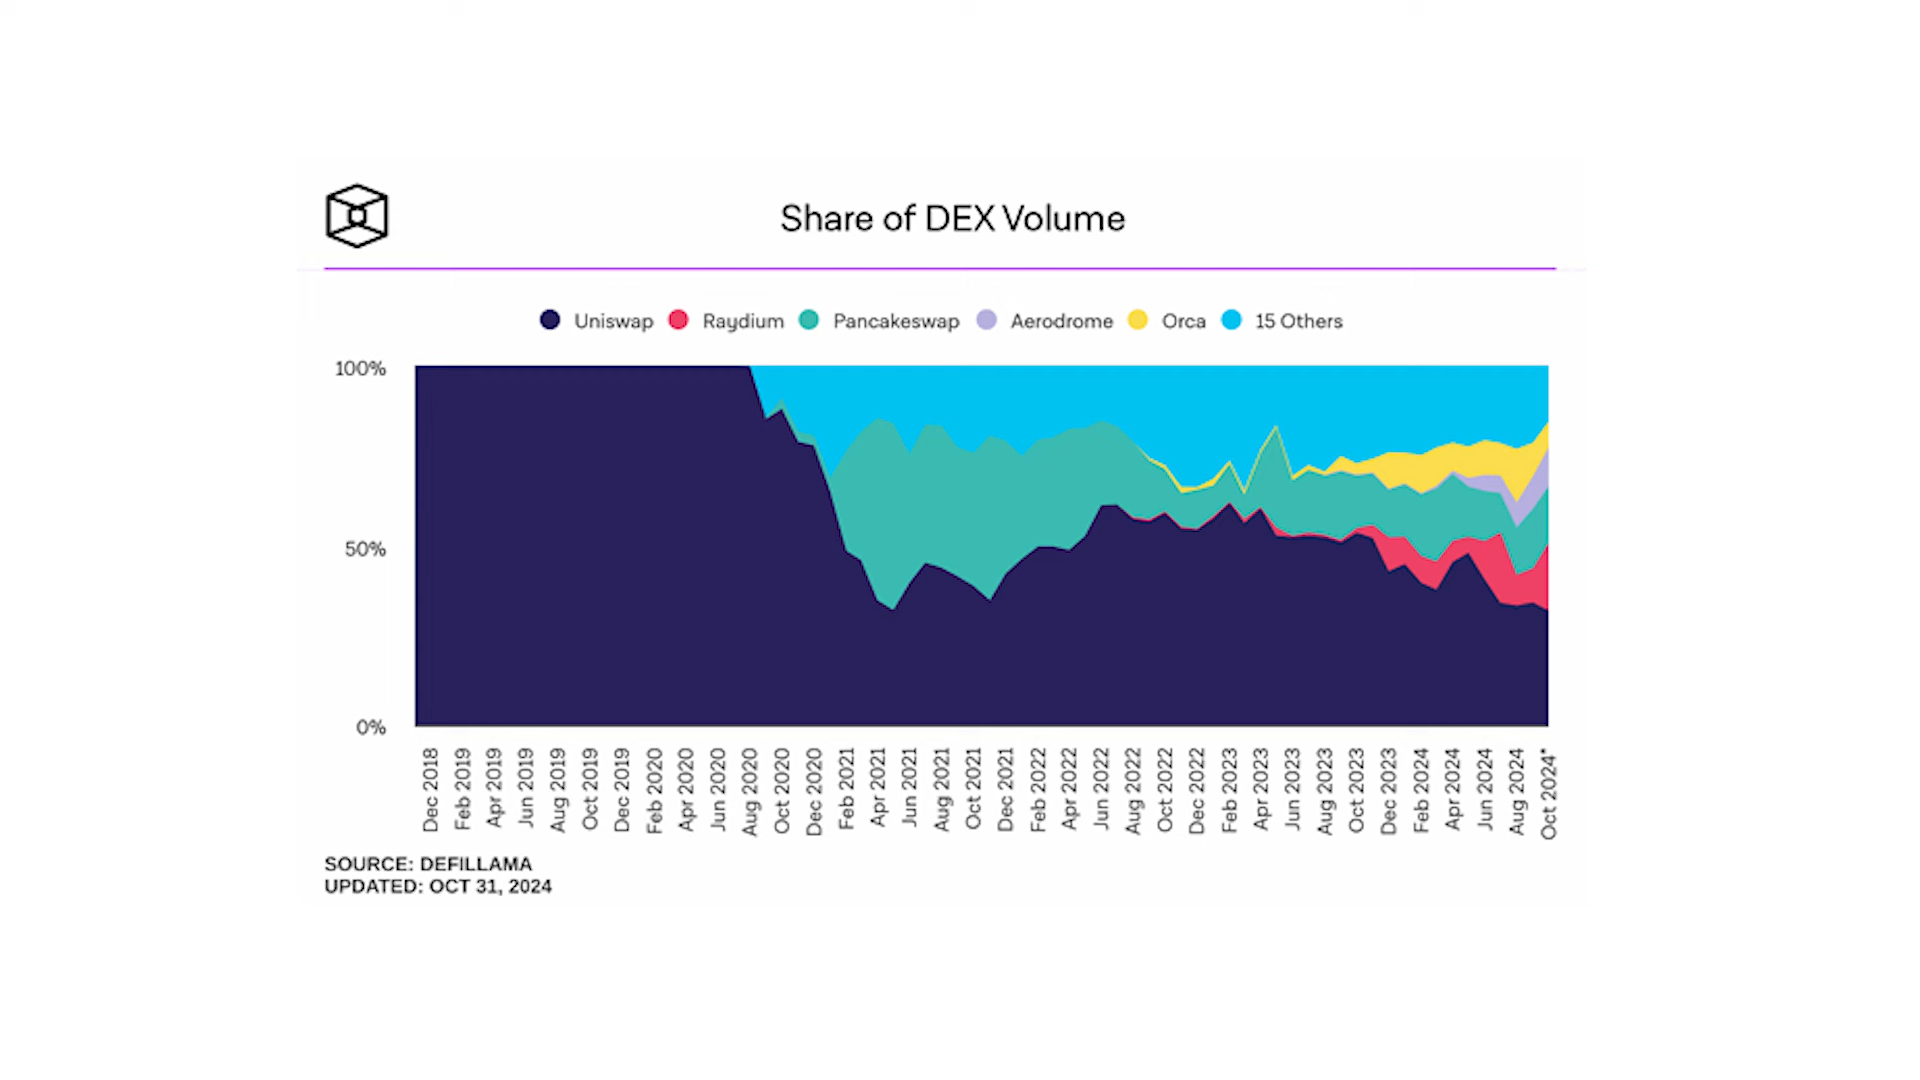 Share of DEX Volume
Uniswap Raydium Pancakeswap Aerodrome Orca 15 Others
100%
50%
0%
Dec 2018
Feb 2019
Apr 2019
Jun 2019
Aug 2019
Oct 2019
Dec 2019
Feb 2020
Apr 2020
Jun 2020
Aug 2020
Oct 2020
Dec 2020
Feb 2021
Apr 2021
Jun 2021
Aug 2021
Oct 2021
Dec 2021
Feb 2022
Apr 2022
Jun 2022
Aug 2022
Oct 2022
Dec 2022
Feb 2023
Apr 2023
Jun 2023
Aug 2023
Oct 2023
Dec 2023
Feb 2024
Apr 2024
Jun 2024
Aug 2024
Oct 2024*
SOURCE: DEFILLAMA
UPDATED: OCT 31, 2024